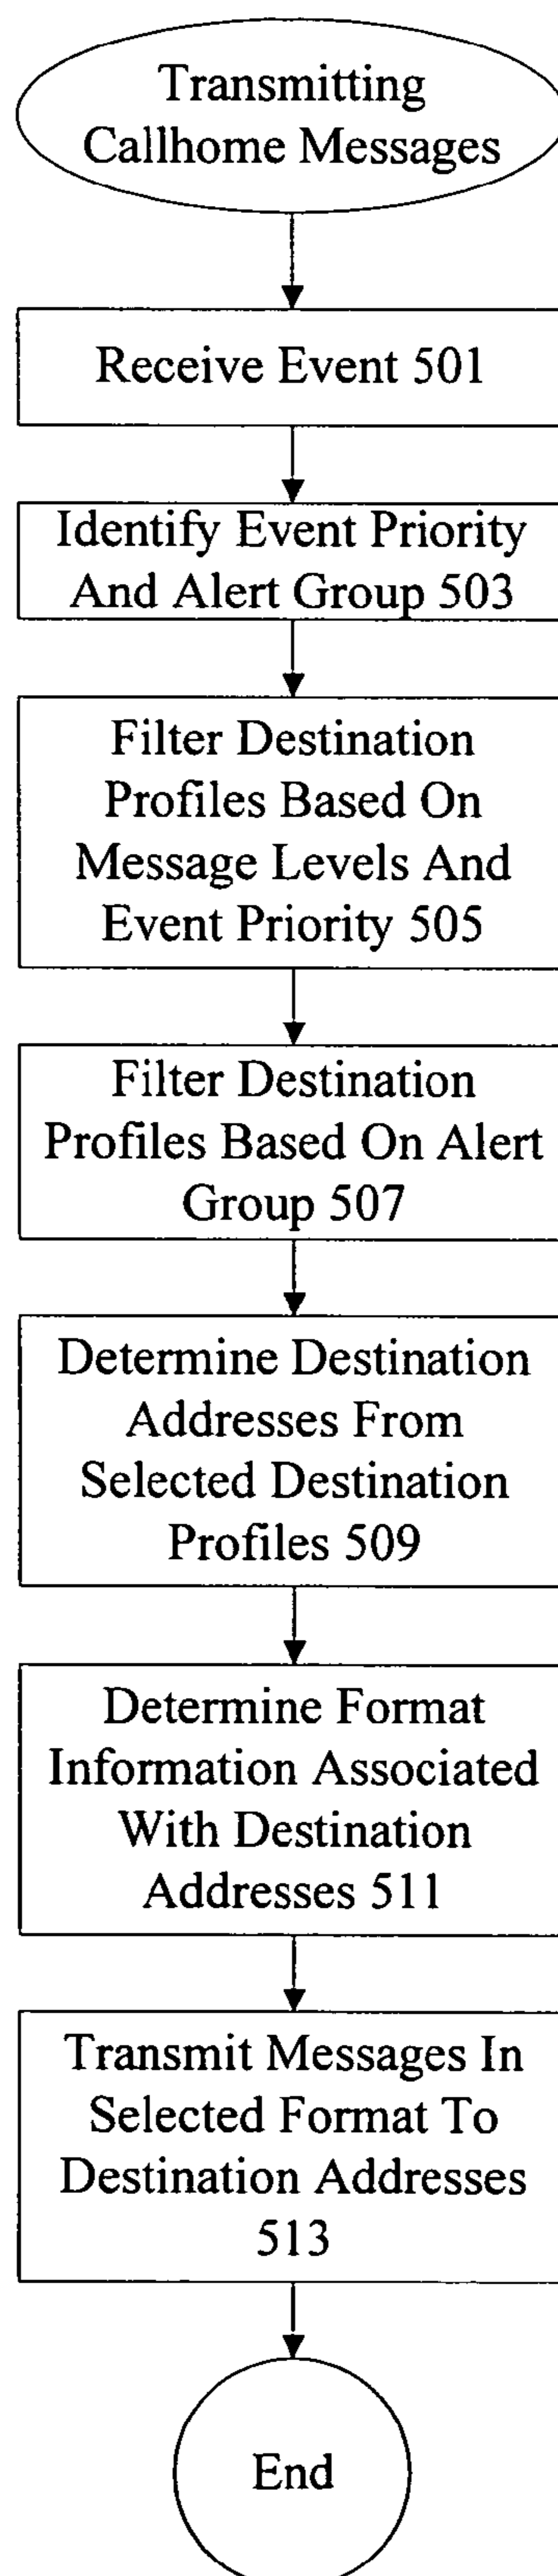 Transmitting
Callhome Messages
Receive Event 501
Identify Event Priority
And Alert Group 503
Filter Destination
Profiles Based On
Message Levels And
Event Priority 505
Filter Destination
Profiles Based On Alert
Group 507
Determine Destination
Addresses From
Selected Destination
Profiles 509
Determine Format
Information Associated
With Destination
Addresses 511
Transmit Messages In
Selected Format To
Destination Addresses
513
End